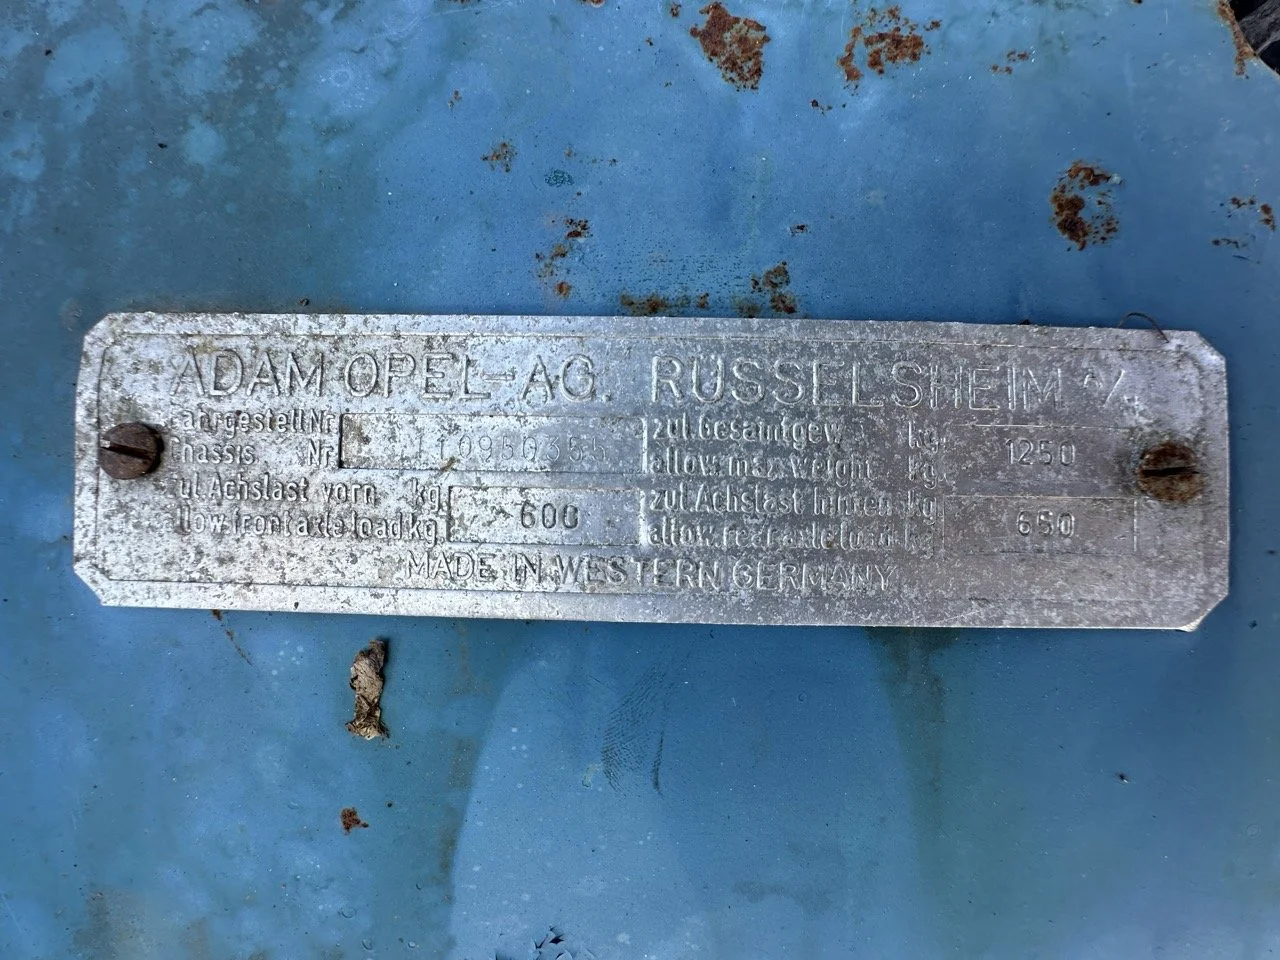 ADAM OPEL-AG. RÜSSELSHEIM
Fahrgestell Nr
Chassis Nr
zul. Gesamtgew. kg 1250
allow. max. weight kg
zul. Achslast vorn kg
allow. front axle load kg 600
zul. Achslast hinten kg
allow. rear axle load kg 650
MADE IN WESTERN GERMANY